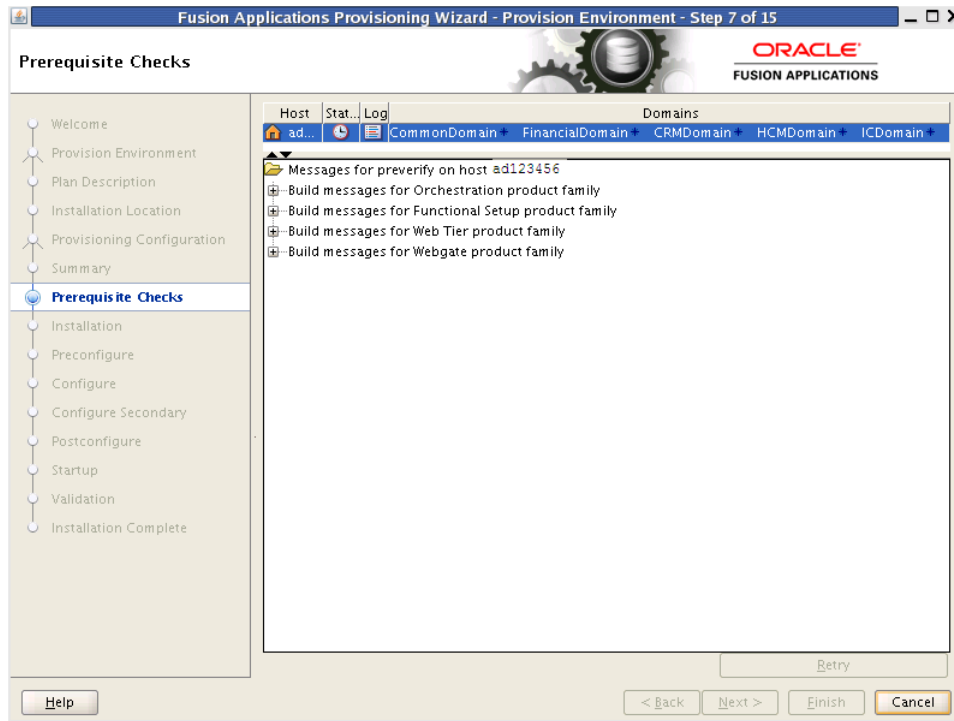 Fusion Applications Provisioning Wizard - Provision Environment - Step 7 of 15
Prerequisite Checks
ORACLE
FUSION APPLICATIONS
Welcome
Provision Environment
Plan Description
Installation Location
Provisioning Configuration
Summary
Prerequisite Checks
Installation
Preconfigure
Configure
Configure Secondary
Postconfigure
Startup
Validation
Installation Complete
Host Stat... Log Domains
ad... CommonDomain+ FinancialDomain+ CRMDomain+ HCMDomain+ ICDomain+
Messages for preverify on host ad123456
Build messages for Orchestration product family
Build messages for Functional Setup product family
Build messages for Web Tier product family
Build messages for Webgate product family
Retry
Help < Back Next > Finish Cancel